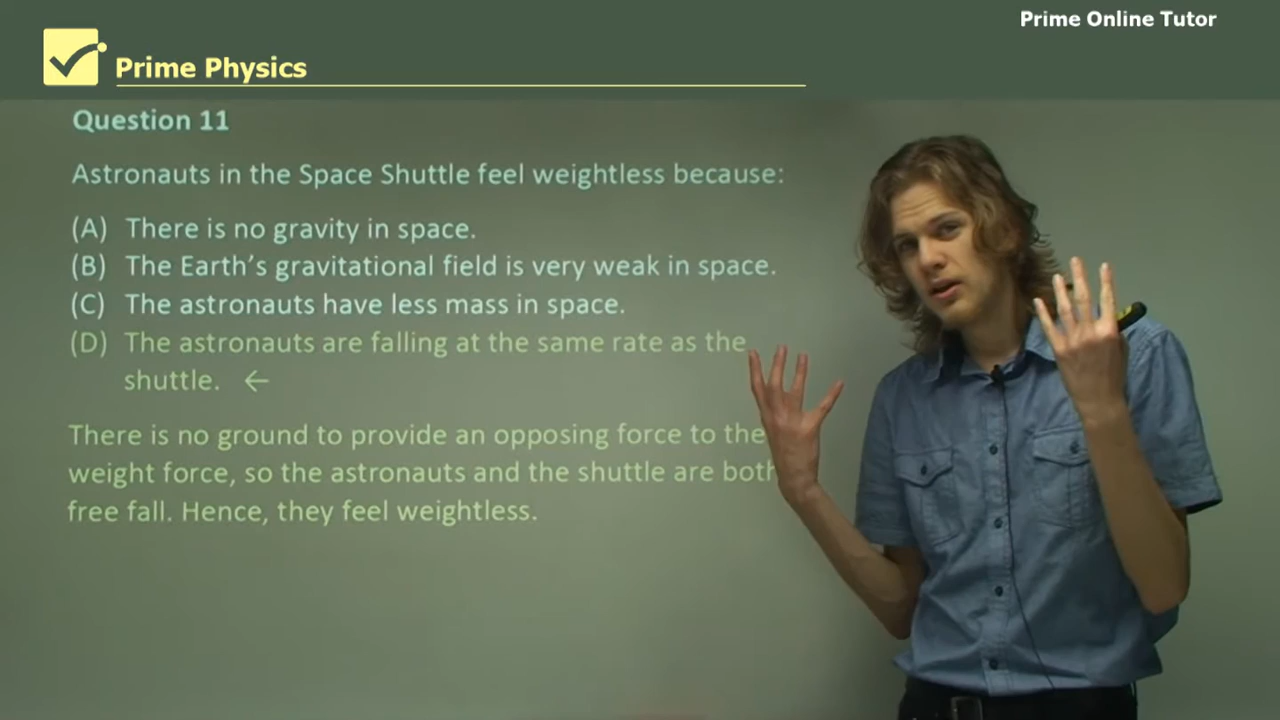 Prime Online Tutor
Prime Physics
Question 11
Astronauts in the Space Shuttle feel weightless because:
(A) There is no gravity in space.
(B) The Earth's gravitational field is very weak in space.
(C) The astronauts have less mass in space.
(D) The astronauts are falling at the same rate as the
shuttle. ←
There is no ground to provide an opposing force to the
weight force, so the astronauts and the shuttle are both
free fall. Hence, they feel weightless.